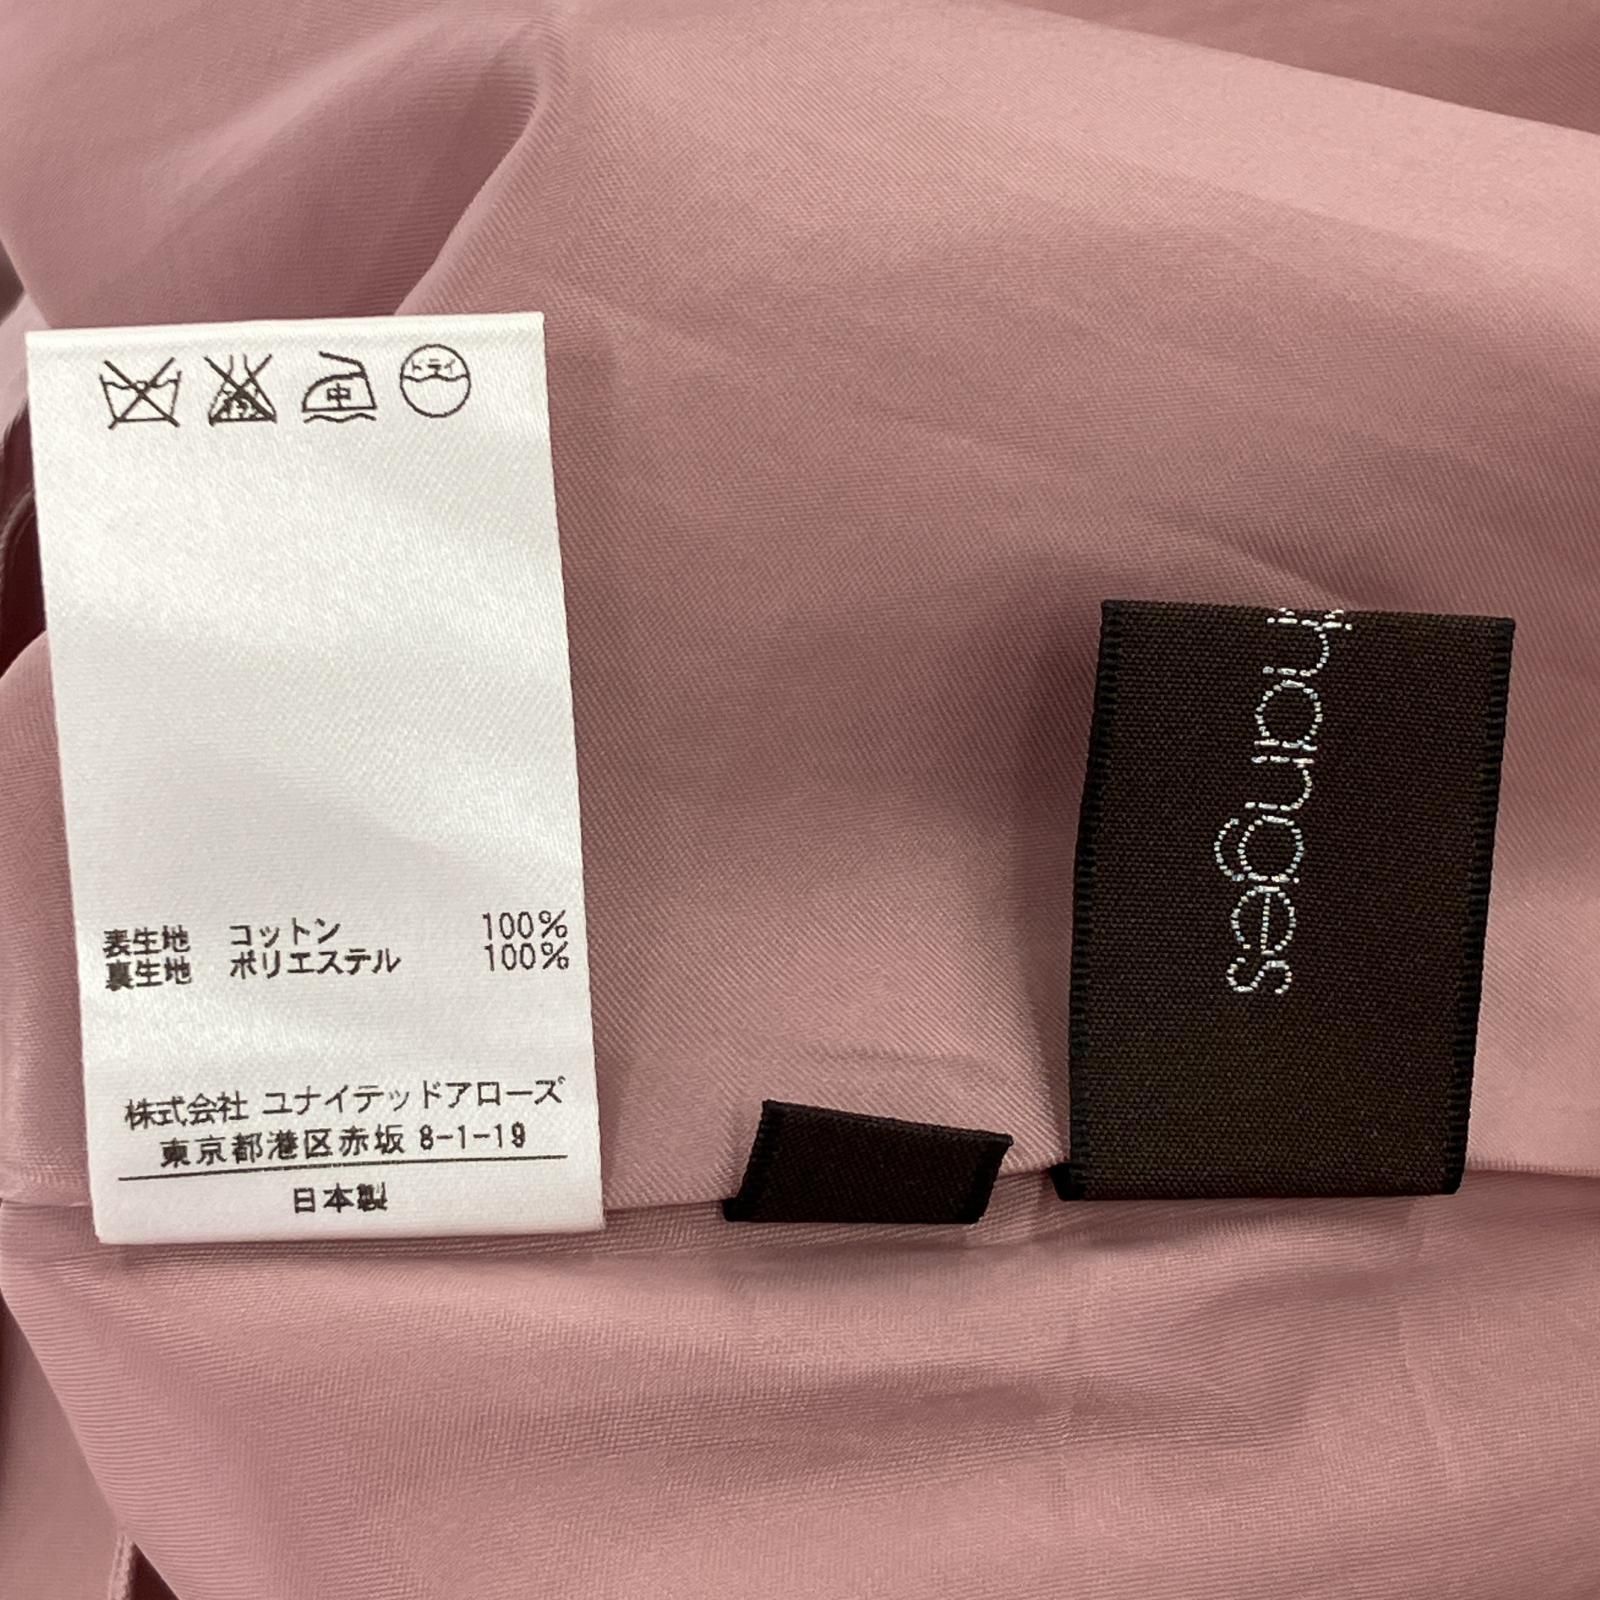 中
ドライ
表生地 コットン 100%
裏生地 ポリエステル 100%
株式会社 ユナイテッドアローズ
東京都港区赤坂 8-1-19
日本製
hanges